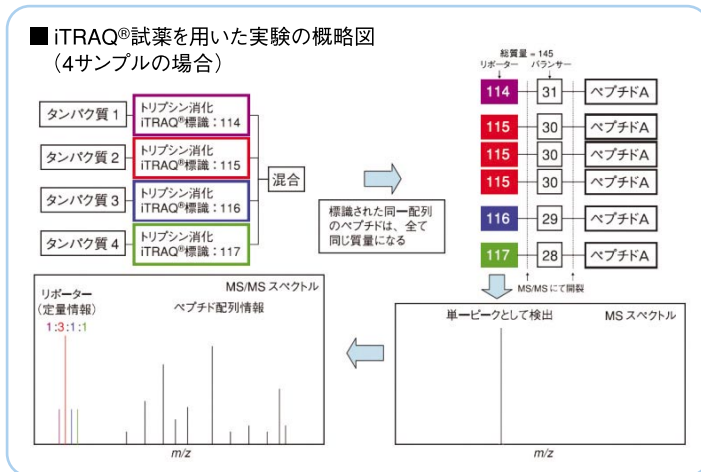 ■ iTRAQ®試薬を用いた実験の概略図
（4サンプルの場合）
タンパク質 1
トリプシン消化
iTRAQ®標識：114
タンパク質 2
トリプシン消化
iTRAQ®標識：115
タンパク質 3
トリプシン消化
iTRAQ®標識：116
タンパク質 4
トリプシン消化
iTRAQ®標識：117
混合
標識された同一配列
のペプチドは、全て
同じ質量になる
総質量 = 145
リポーター バランサー
114 31 ペプチドA
115 30 ペプチドA
115 30 ペプチドA
115 30 ペプチドA
116 29 ペプチドA
117 28 ペプチドA
MS/MSにて開裂
単一ピークとして検出
MS スペクトル
m/z
MS/MS スペクトル
リポーター
（定量情報）
1:3:1:1
ペプチド配列情報
m/z